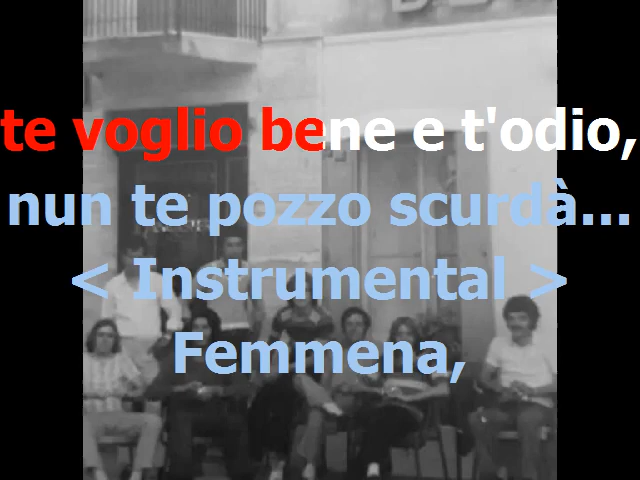 te voglio bene e t'odio,
nun te pozzo scurdà...
< Instrumental >
Femmena,